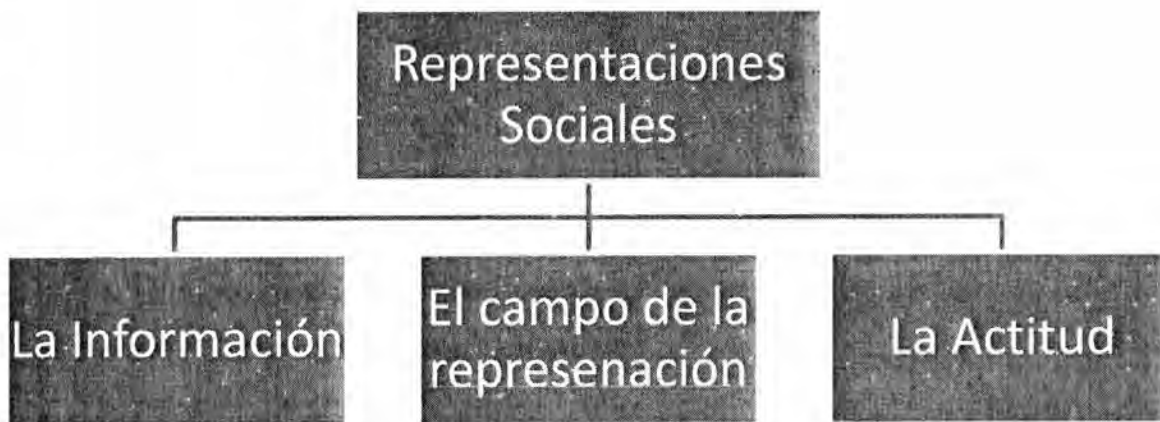 Representaciones
Sociales
La Información
El campo de la
represenación
La Actitud